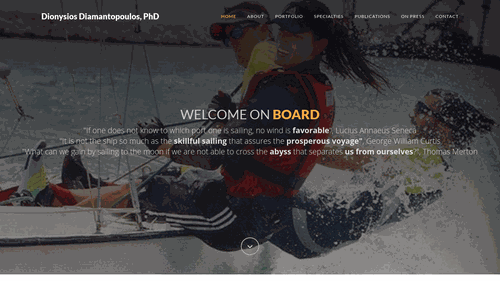 Dionysios Diamantopoulos, PhD
HOME ABOUT PORTFOLIO SPECIALTIES PUBLICATIONS ON PRESS CONTACT
WELCOME ON BOARD
"If one does not know to which port one is sailing, no wind is favorable", Lucius Annaeus Seneca
"It is not the ship so much as the skillful sailing that assures the prosperous voyage", George William Curtis
"What can we gain by sailing to the moon if we are not able to cross the abyss that separates us from ourselves?", Thomas Merton